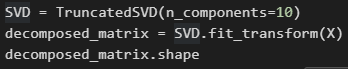 SVD = TruncatedSVD(n_components=10)
decomposed_matrix = SVD.fit_transform(X)
decomposed_matrix.shape